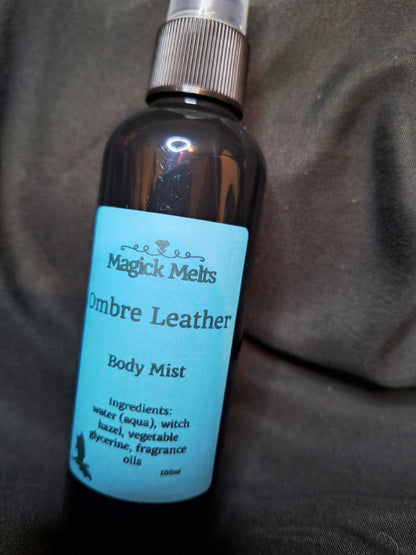 Magick Melts
Ombre Leather
Body Mist
Ingredients:
water (aqua), witch
hazel, vegetable
glycerine, fragrance
oils
100ml